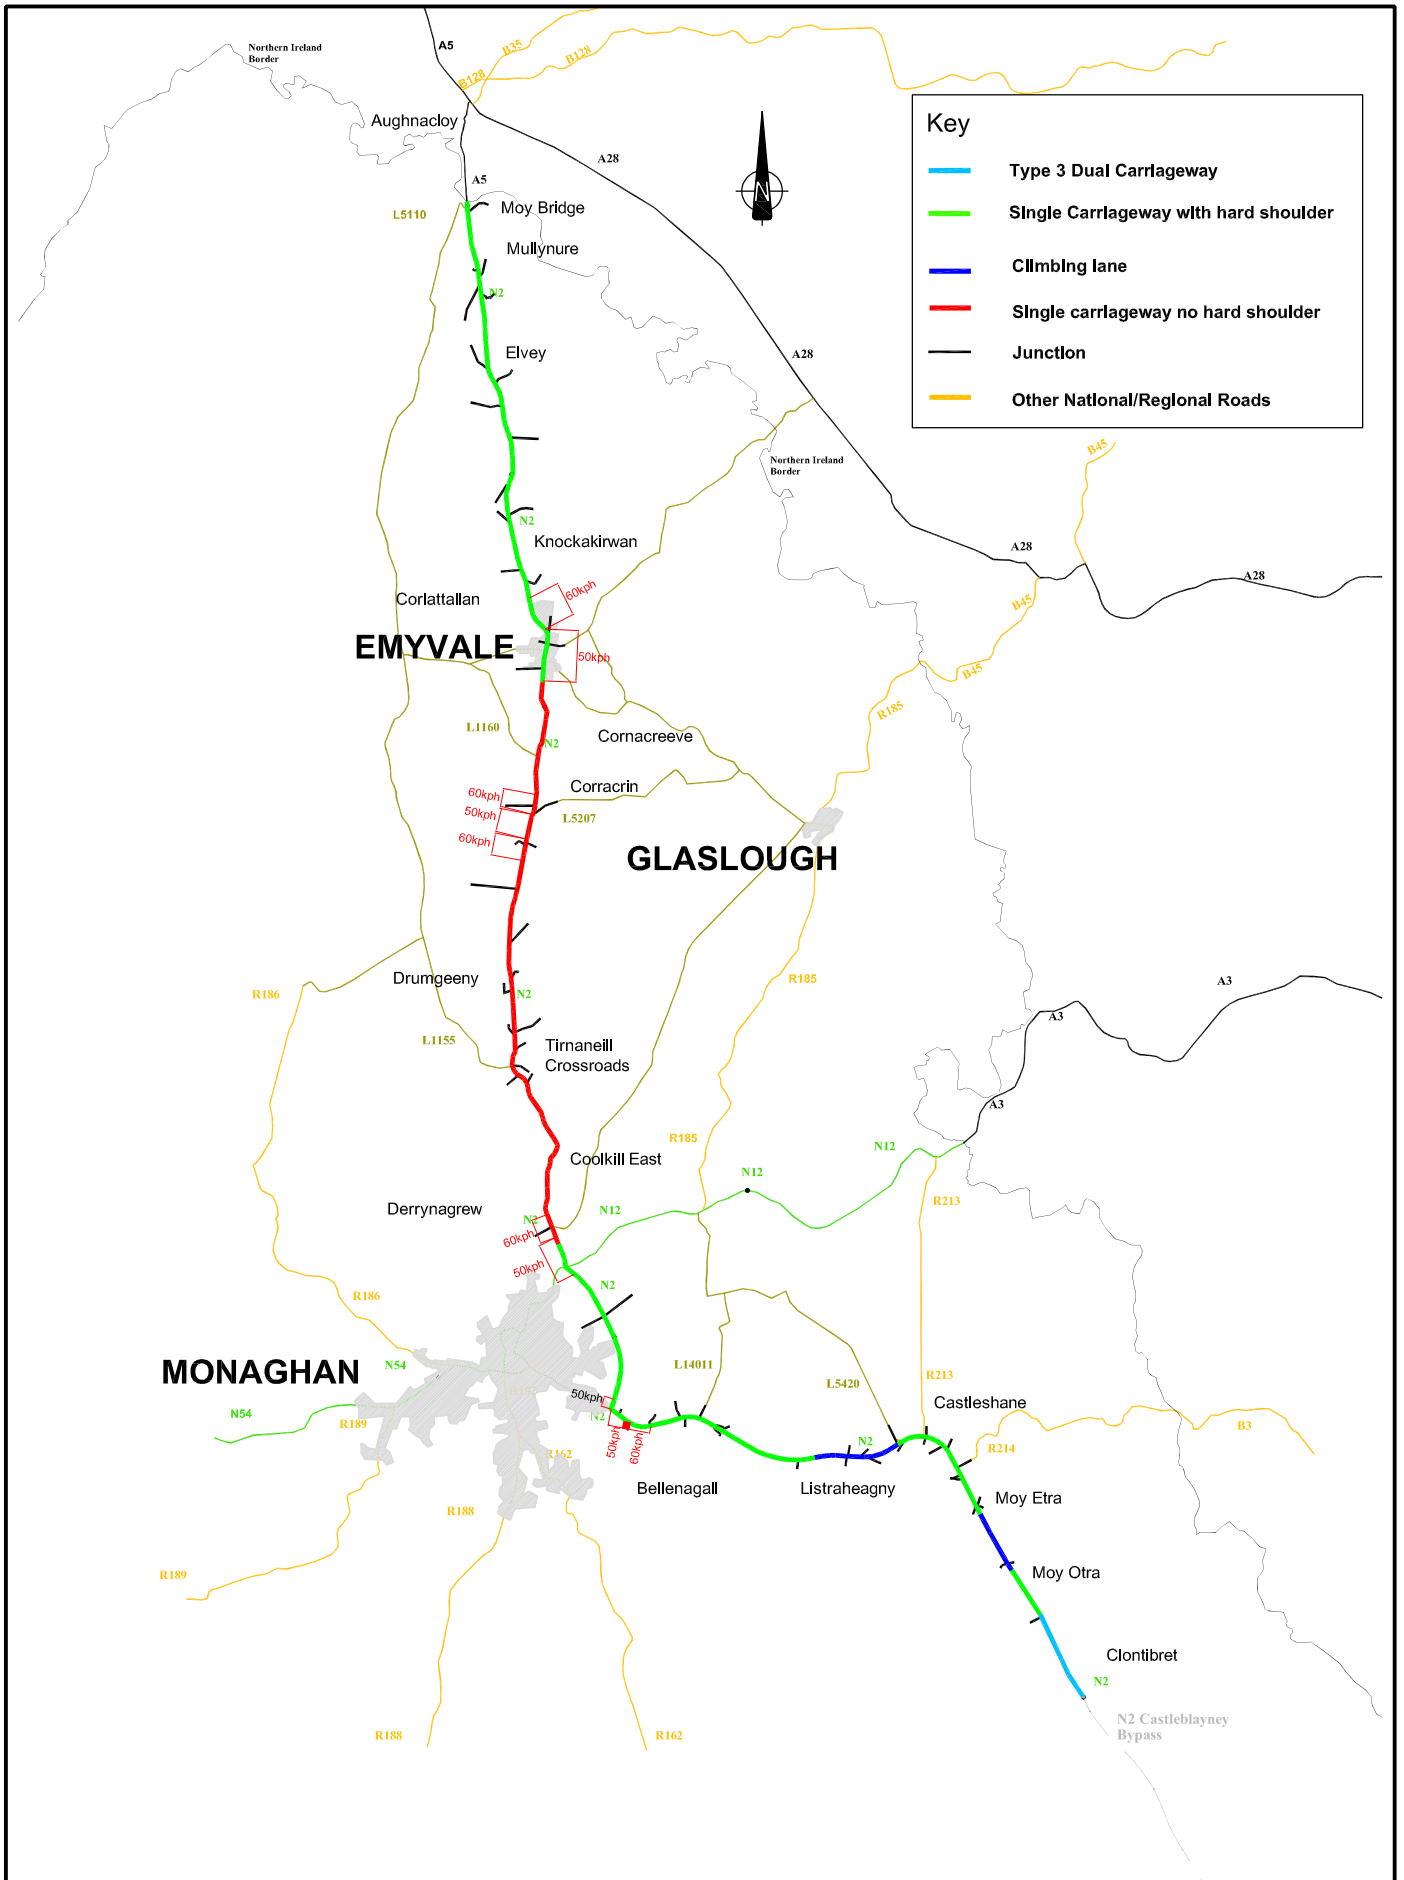 Northern Ireland
Border
A5
B35
B128
B128
Aughnacloy
A28
A5
L5110
Moy Bridge
Mullynure
N2
N
Key
Type 3 Dual Carriageway
Single Carriageway with hard shoulder
Climbing lane
Single carriageway no hard shoulder
Junction
Other National/Regional Roads
Elvey
A28
Northern Ireland
Border
B45
N2
Knockakirwan
A28
A28
60kph
Corlattallan
B45
EMYVALE
50kph
B45
R185
L1160
N2
Cornacreeve
60kph
Corracrin
50kph
L5207
60kph
GLASLOUGH
Drumgeeny
R186
N2
R185
A3
A3
L1155
Tirnaneill
Crossroads
A3
R185
N12
Coolkill East
N12
R213
Derrynagrew
N2
N12
60kph
50kph
N2
R186
MONAGHAN
N54
L14011
R213
L5420
50kph
Castleshane
N54
R189
N2
B3
50kph
60kph
N2
R214
R162
Bellenagall
Listraheagny
Moy Etra
R188
R189
Moy Otra
Clontibret
N2
N2 Castleblayney
Bypass
R188
R162